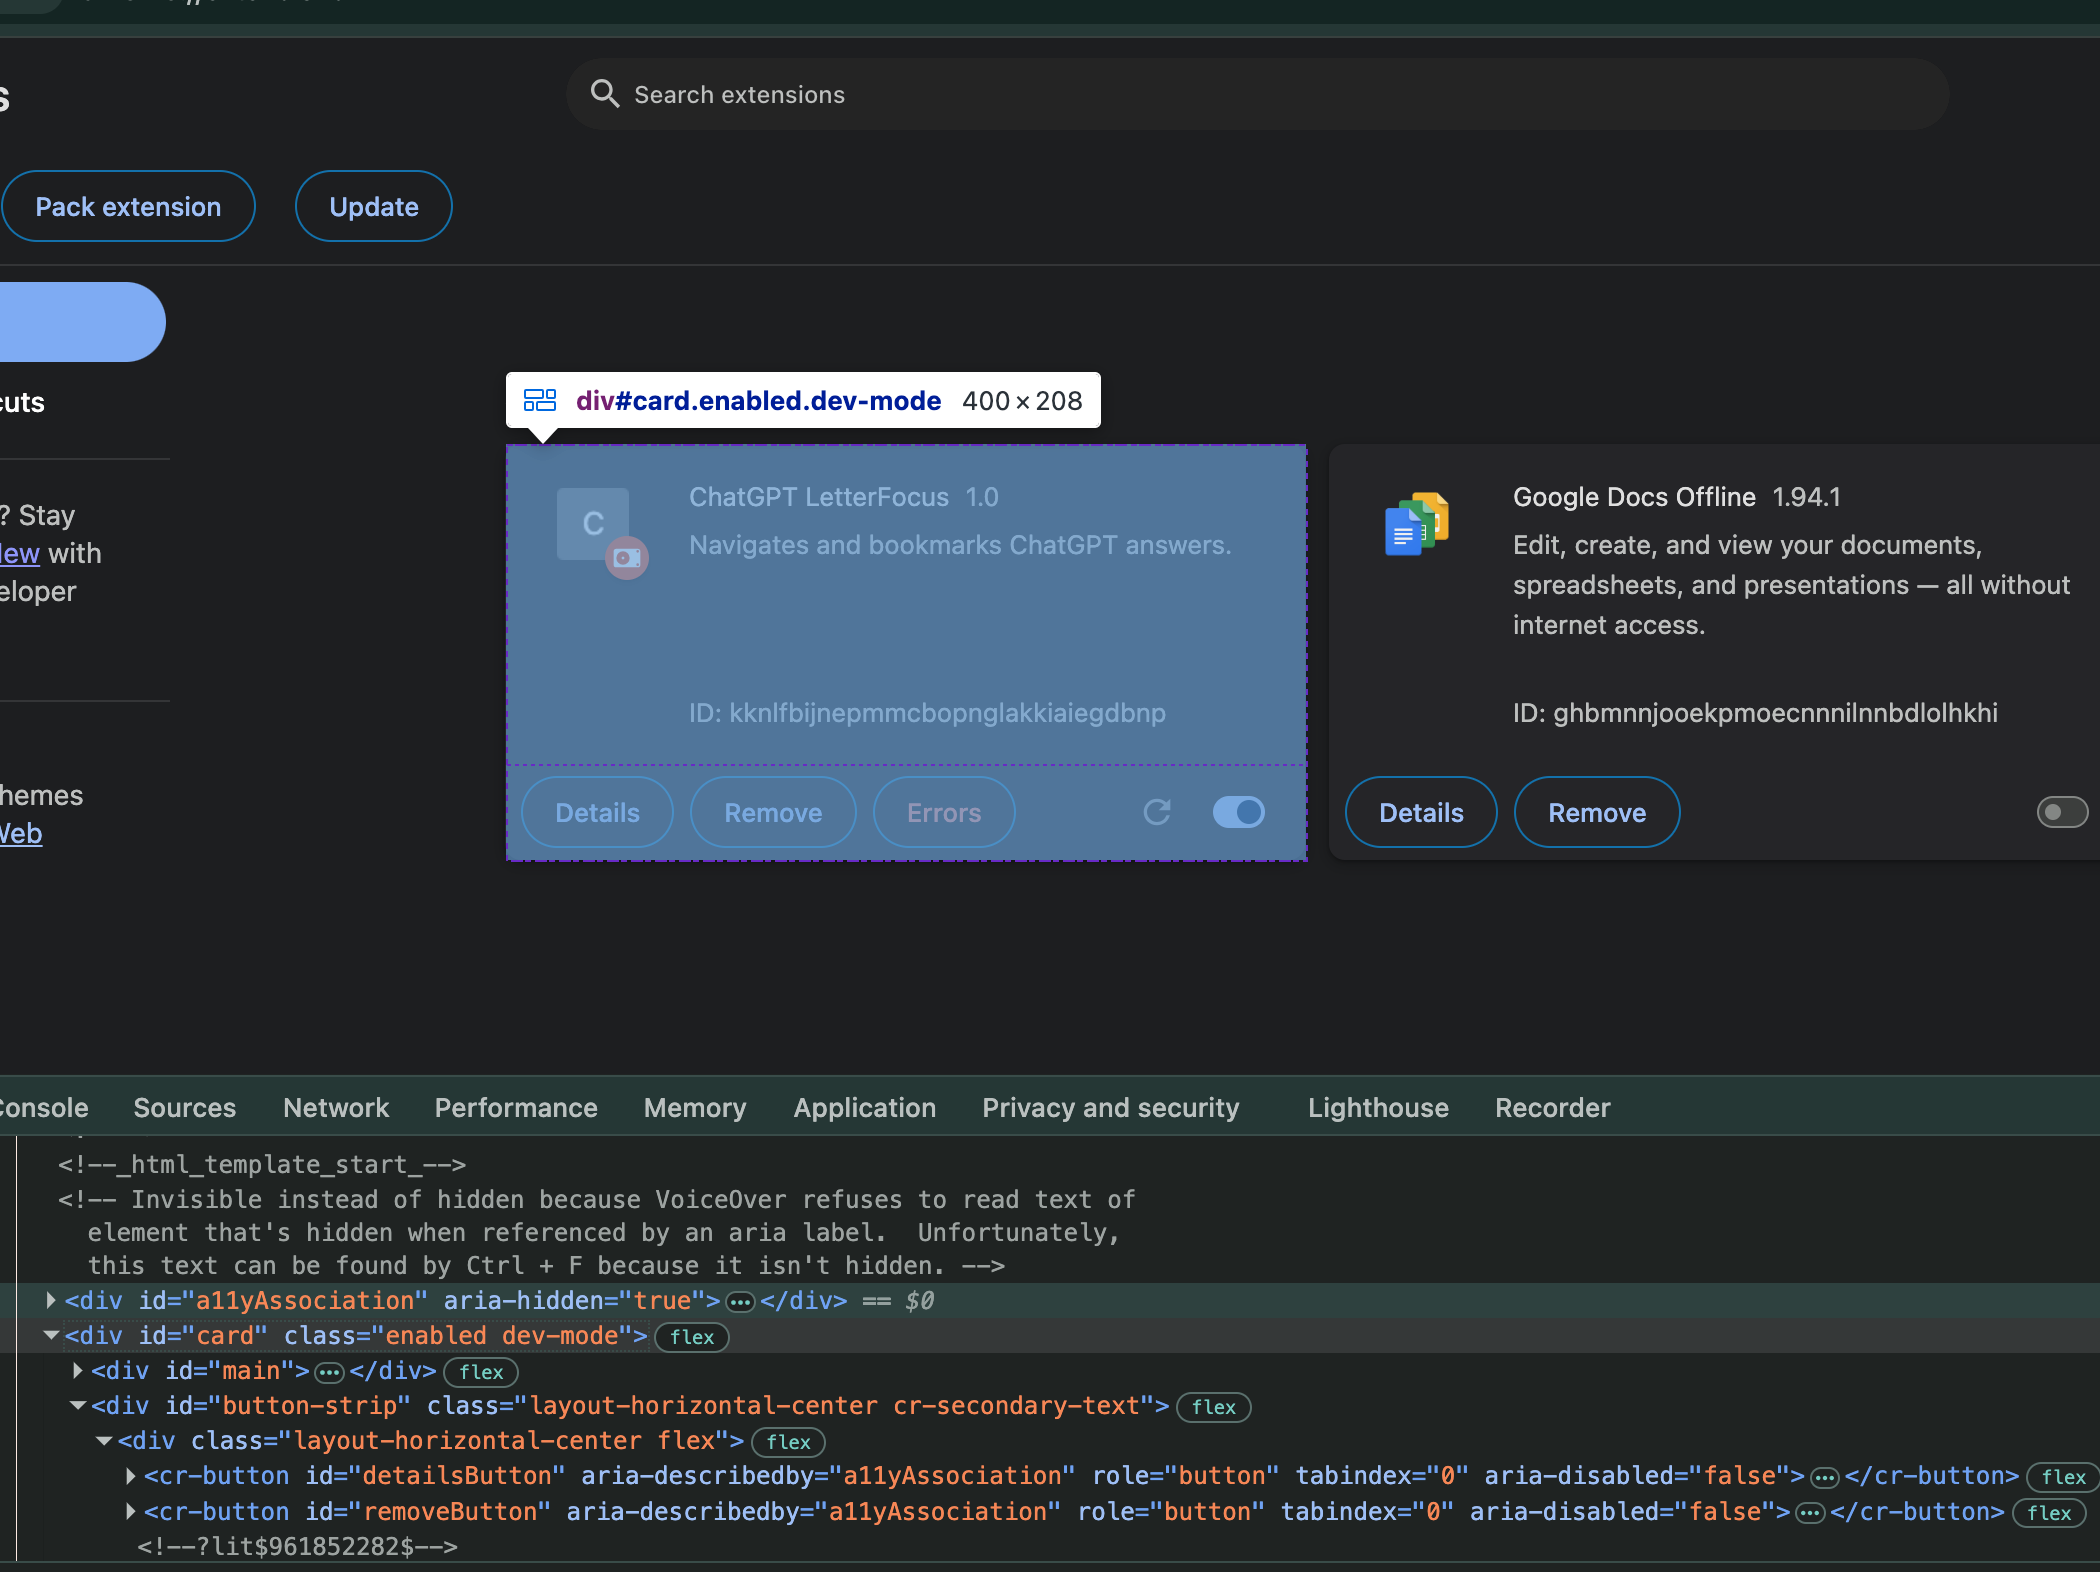 s
Search extensions
Pack extension
Update
cuts
? Stay
New with
eloper
hemes
Web
div#card.enabled.dev-mode 400 × 208
C
ChatGPT LetterFocus 1.0
Navigates and bookmarks ChatGPT answers.
ID: kknlfbijnepmmcbopnglakkiaiegdbnp
Details
Remove
Errors
Google Docs Offline 1.94.1
Edit, create, and view your documents,
spreadsheets, and presentations — all without
internet access.
ID: ghbmnnjooekpmoecnnnilnnbdlolhkhi
Details
Remove
Console Sources Network Performance Memory Application Privacy and security Lighthouse Recorder
<!--_html_template_start_-->
<!-- Invisible instead of hidden because VoiceOver refuses to read text of
element that's hidden when referenced by an aria label.  Unfortunately,
this text can be found by Ctrl + F because it isn't hidden. -->
<div id="a11yAssociation" aria-hidden="true">…</div> == $0
<div id="card" class="enabled dev-mode"> flex
<div id="main">…</div> flex
<div id="button-strip" class="layout-horizontal-center cr-secondary-text"> flex
<div class="layout-horizontal-center flex"> flex
<cr-button id="detailsButton" aria-describedby="a11yAssociation" role="button" tabindex="0" aria-disabled="false">…</cr-button> flex
<cr-button id="removeButton" aria-describedby="a11yAssociation" role="button" tabindex="0" aria-disabled="false">…</cr-button> flex
<!--?lit$961852282$-->